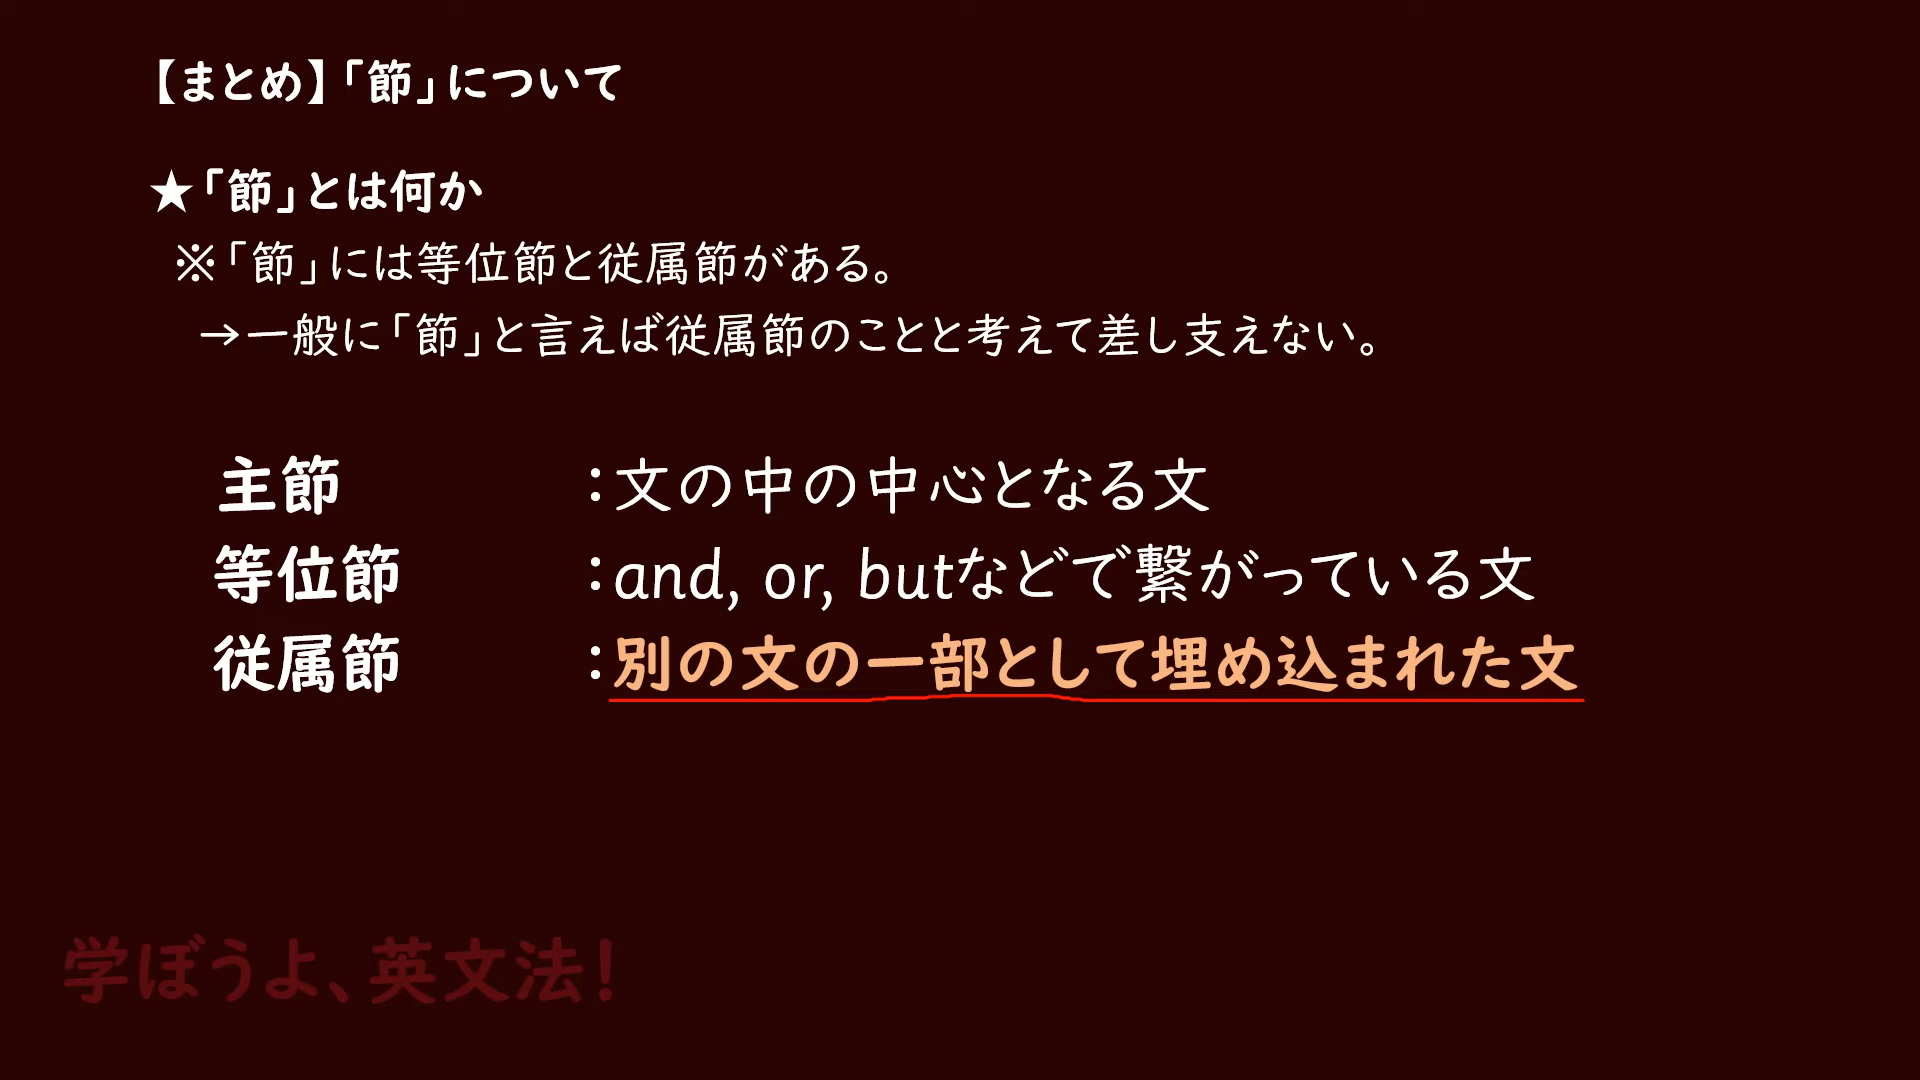 【まとめ】「節」について
★「節」とは何か
※「節」には等位節と従属節がある。
→一般に「節」と言えば従属節のことと考えて差し支えない。
主節 :文の中の中心となる文
等位節 :and, or, butなどで繋がっている文
従属節 :別の文の一部として埋め込まれた文
学ぼうよ、英文法!